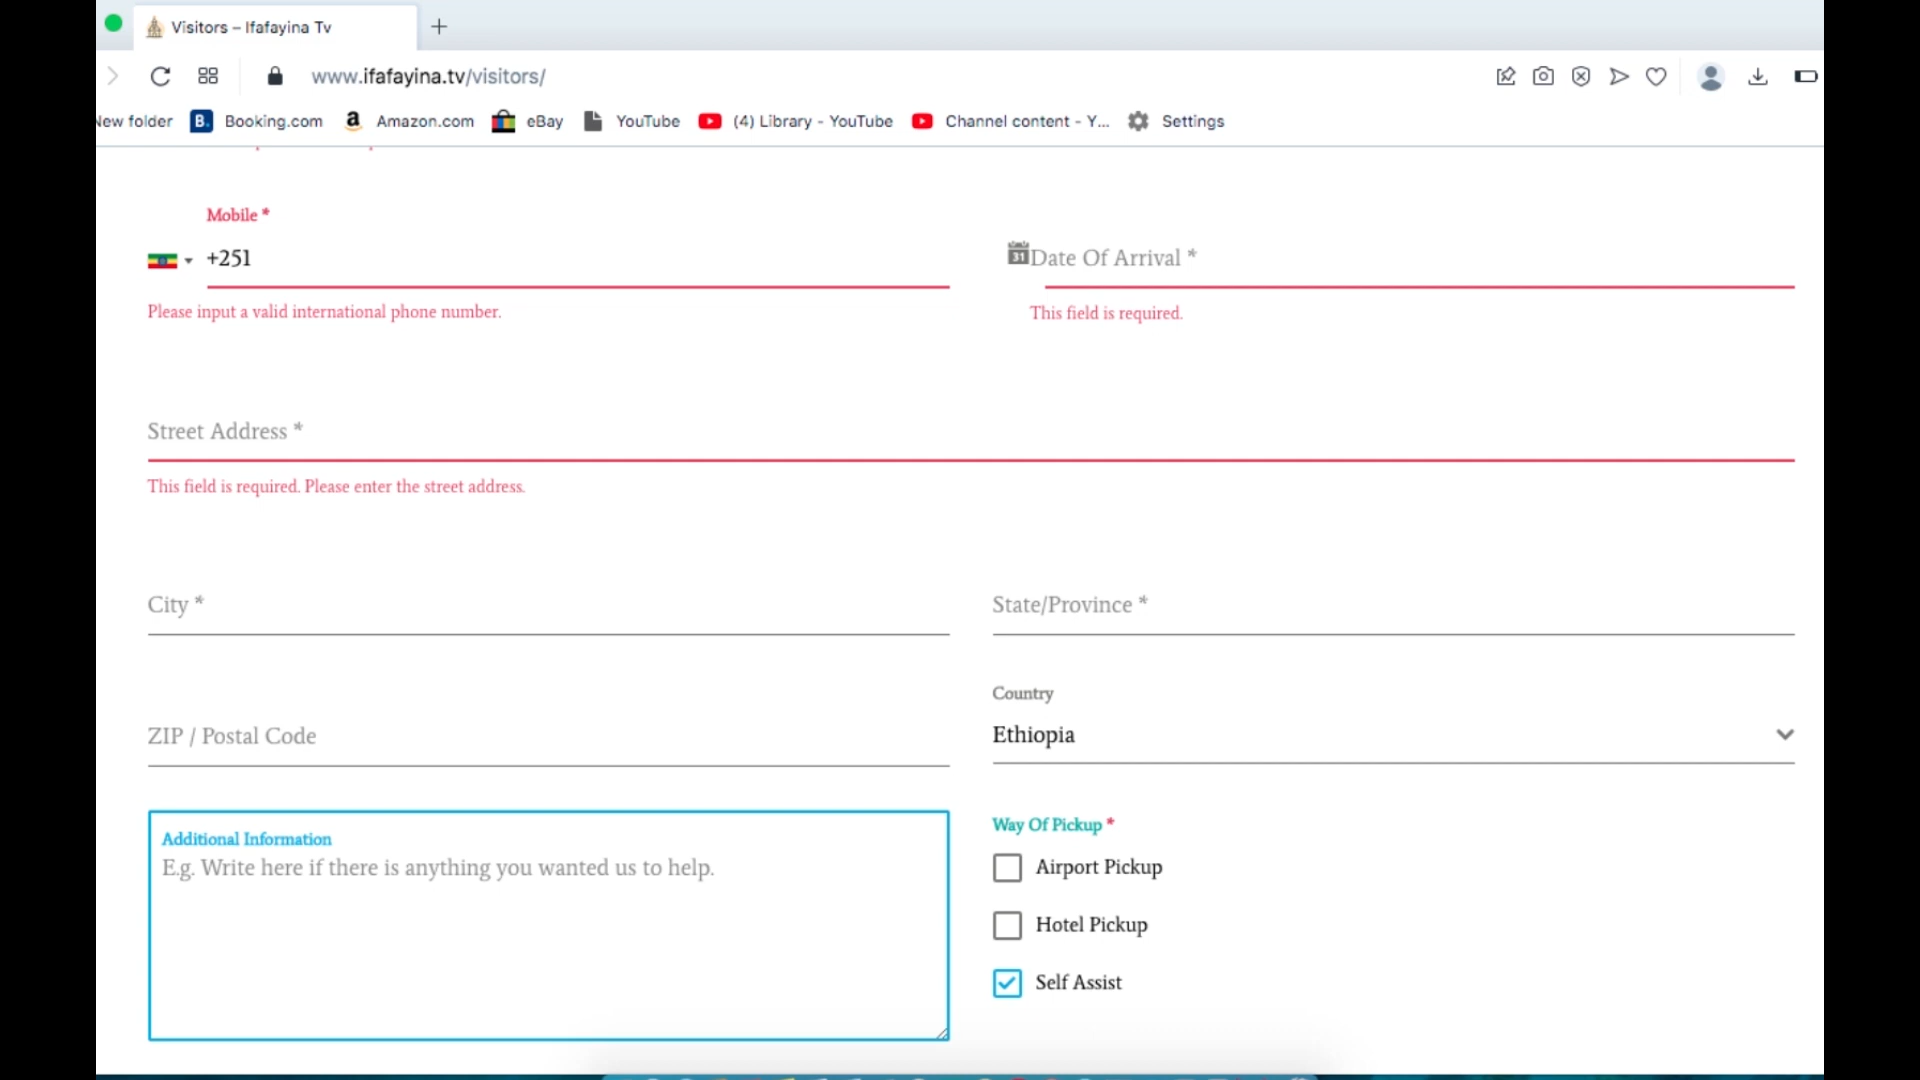 Visitors – Ifafayina Tv
www.ifafayina.tv/visitors/
New folder Booking.com Amazon.com eBay YouTube (4) Library - YouTube Channel content - Y... Settings
Mobile *
+251
31 Date Of Arrival *
Please input a valid international phone number.
This field is required.
Street Address *
This field is required. Please enter the street address.
City *
State/Province *
Country
ZIP / Postal Code
Ethiopia
Additional Information
E.g. Write here if there is anything you wanted us to help.
Way Of Pickup *
Airport Pickup
Hotel Pickup
Self Assist